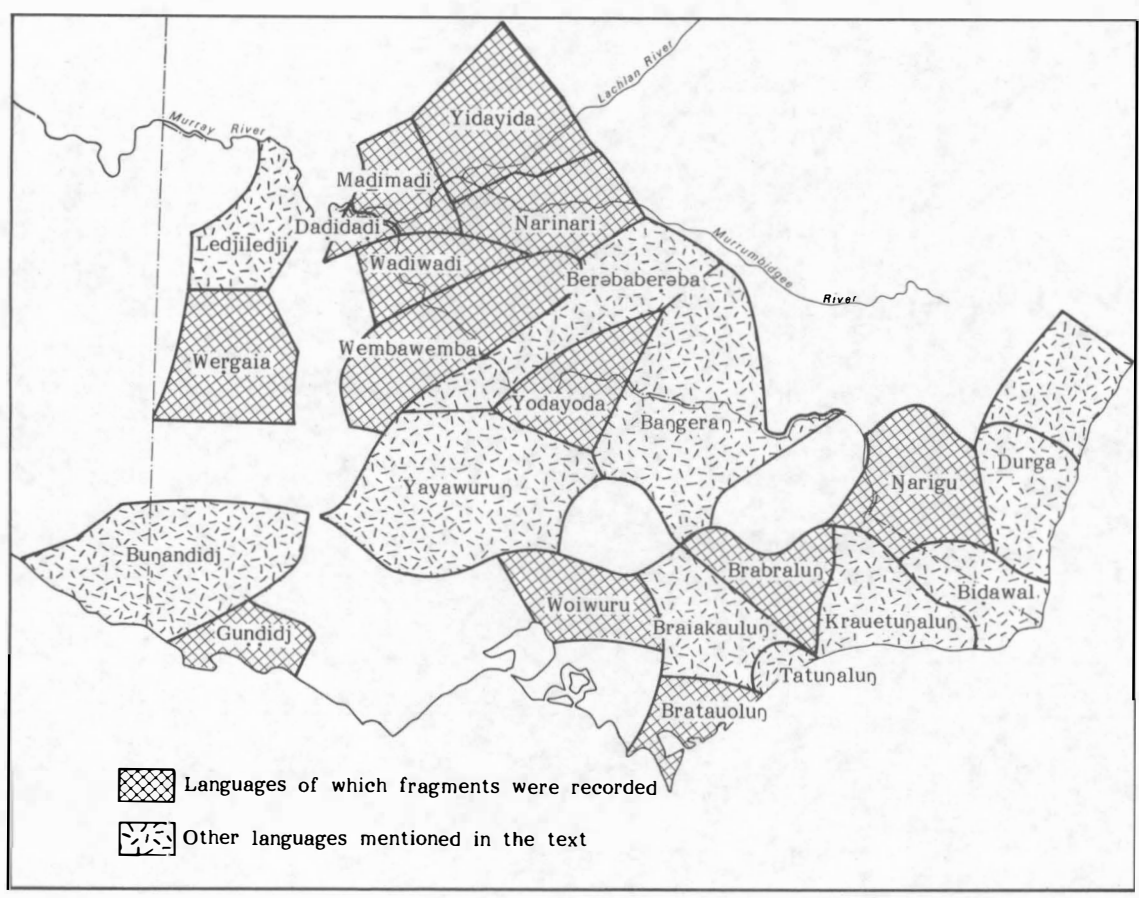 Lachlan River
Yidayida
Murray River
Maḏimaḏi
Dadidadi
Narinari
Ledjiledji
Murrumbidgee
River
Wadiwadi
Berəbaberəba
Wembawemba
Wergaia
Yodayoda
Baŋgeraŋ
Durga
Yayawuruŋ
Ŋarigu
Buŋandidj
Brabraluŋ
Bidawal
Woiwuru
Braiakauluŋ
Krauetuŋaluŋ
Gundidj
Tatuŋaluŋ
Bratauoluŋ
Languages of which fragments were recorded
Other languages mentioned in the text